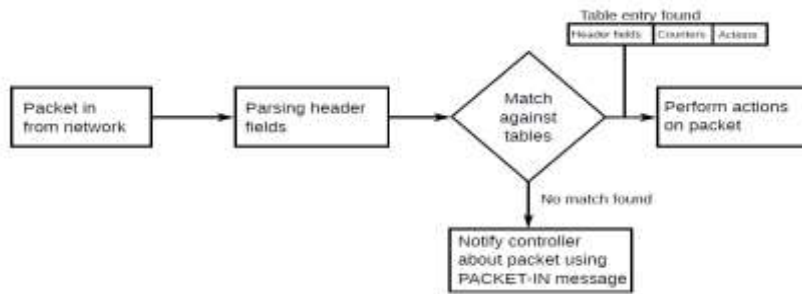 Table entry found
Header fields
Counters
Actions
Packet in
from network
Parsing header
fields
Match
against
tables
Perform actions
on packet
No match found
Notify controller
about packet using
PACKET-IN message